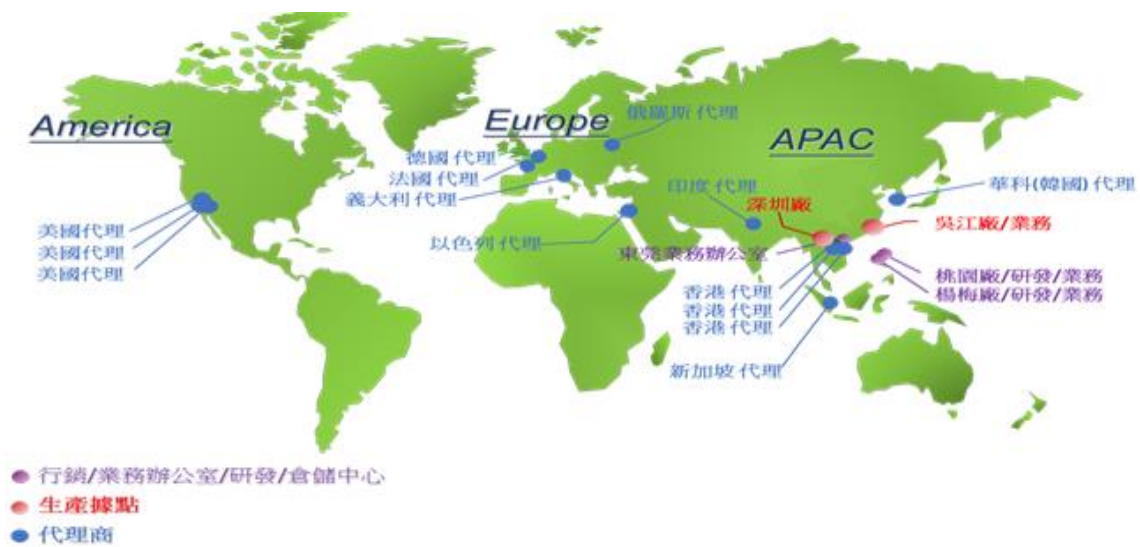 America
Europe
俄羅斯代理
APAC
德國代理
法國代理
義大利代理
印度代理
華科(韓國)代理
深圳廠
吳江廠/業務
美國代理
美國代理
美國代理
以色列代理
東莞業務辦公室
桃園廠/研發/業務
楊梅廠/研發/業務
香港代理
香港代理
香港代理
新加坡代理
行銷/業務辦公室/研發/倉儲中心
生產據點
代理商